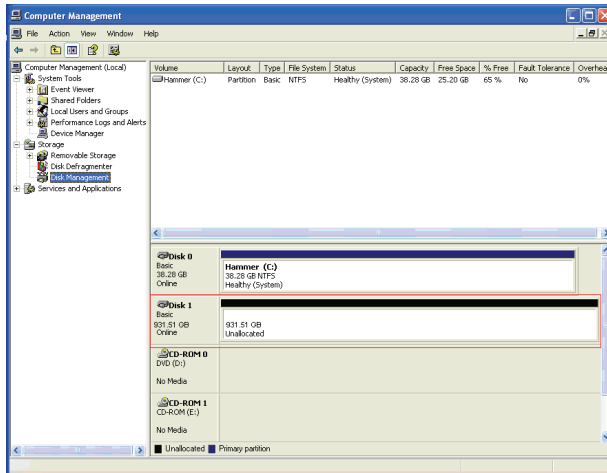 Computer Management
File Action View Window Help
Computer Management (Local)
System Tools
Event Viewer
Shared Folders
Local Users and Groups
Performance Logs and Alerts
Device Manager
Storage
Removable Storage
Disk Defragmenter
Disk Management
Services and Applications
Volume Layout Type File System Status Capacity Free Space % Free Fault Tolerance Overhea
Hammer (C:) Partition Basic NTFS Healthy (System) 38.28 GB 25.20 GB 65 % No 0%
Disk 0
Basic
38.28 GB
Online
Hammer (C:)
38.28 GB NTFS
Healthy (System)
Disk 1
Basic
931.51 GB
Online
931.51 GB
Unallocated
CD-ROM 0
DVD (D:)
No Media
CD-ROM 1
CD-ROM (E:)
No Media
Unallocated Primary partition